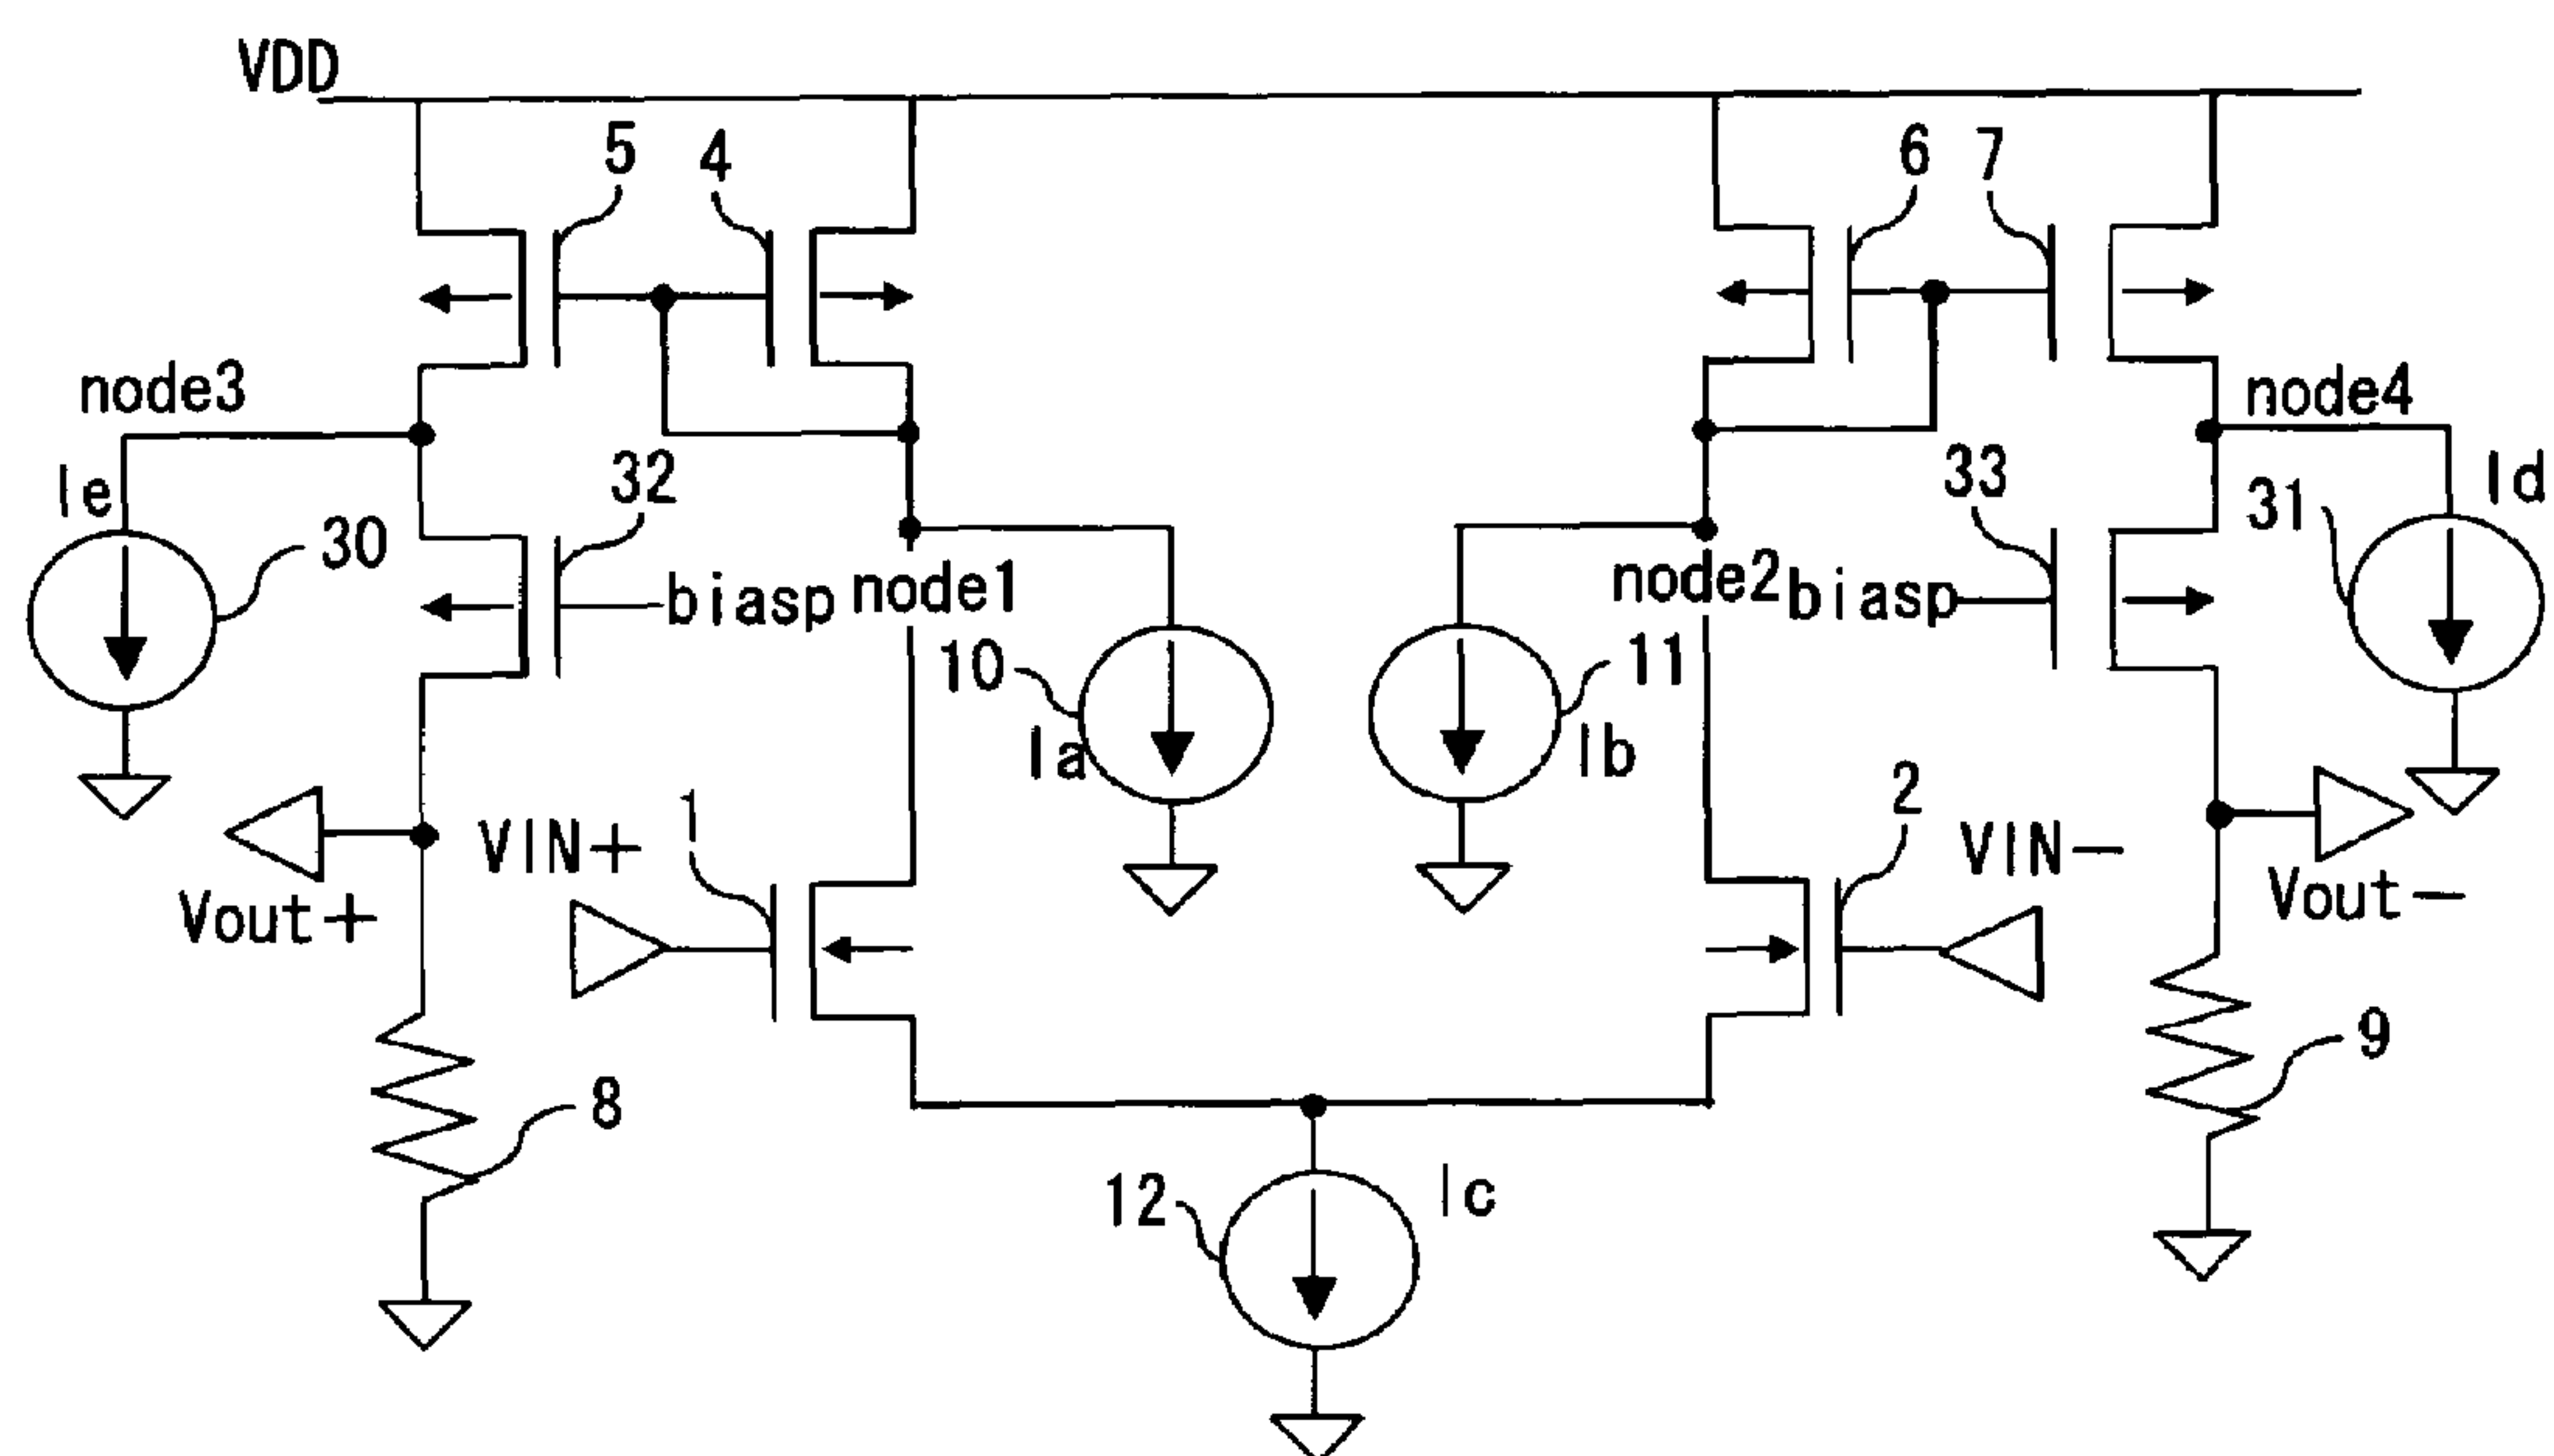 VDD
5
4
6
7
node3
node4
Ie
32
33
31
Id
30
biasp
node1
node2
biasp
10
11
Ia
Ib
1
2
VIN+
VIN-
Vout+
Vout-
8
9
12
Ic